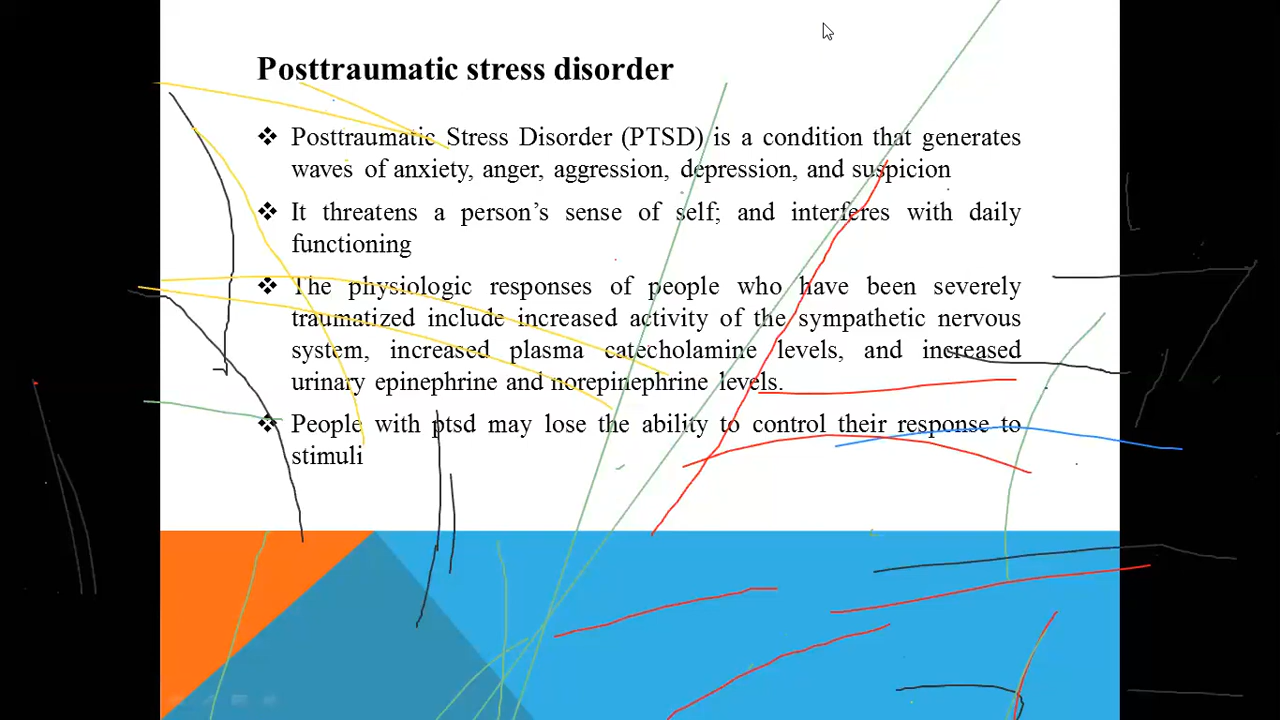 Posttraumatic stress disorder
❖ Posttraumatic Stress Disorder (PTSD) is a condition that generates
waves of anxiety, anger, aggression, depression, and suspicion
❖ It threatens a person’s sense of self; and interferes with daily
functioning
❖ The physiologic responses of people who have been severely
traumatized include increased activity of the sympathetic nervous
system, increased plasma catecholamine levels, and increased
urinary epinephrine and norepinephrine levels.
❖ People with ptsd may lose the ability to control their response to
stimuli